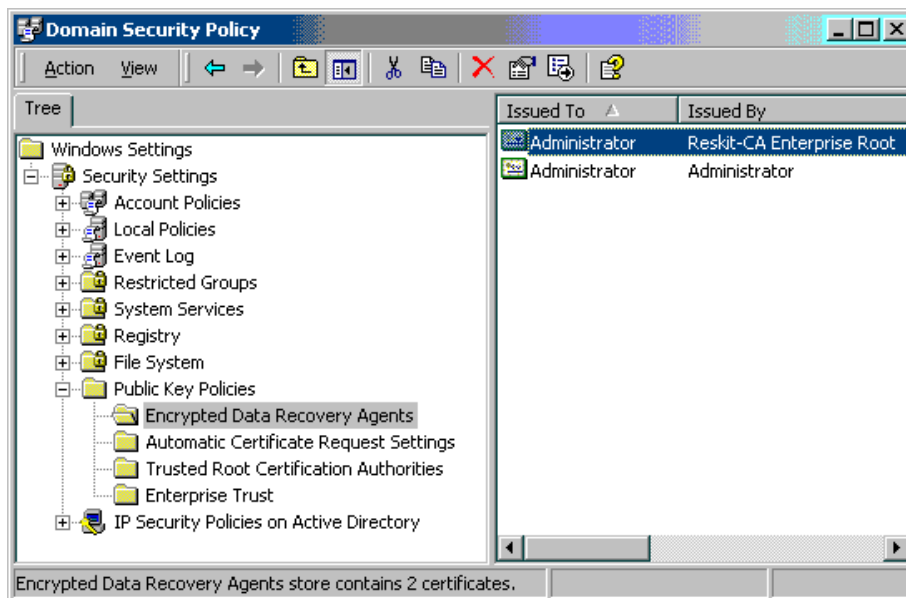 Domain Security Policy
Action View
Tree
Windows Settings
Security Settings
Account Policies
Local Policies
Event Log
Restricted Groups
System Services
Registry
File System
Public Key Policies
Encrypted Data Recovery Agents
Automatic Certificate Request Settings
Trusted Root Certification Authorities
Enterprise Trust
IP Security Policies on Active Directory
Issued To Issued By
Administrator Reskit-CA Enterprise Root
Administrator Administrator
Encrypted Data Recovery Agents store contains 2 certificates.